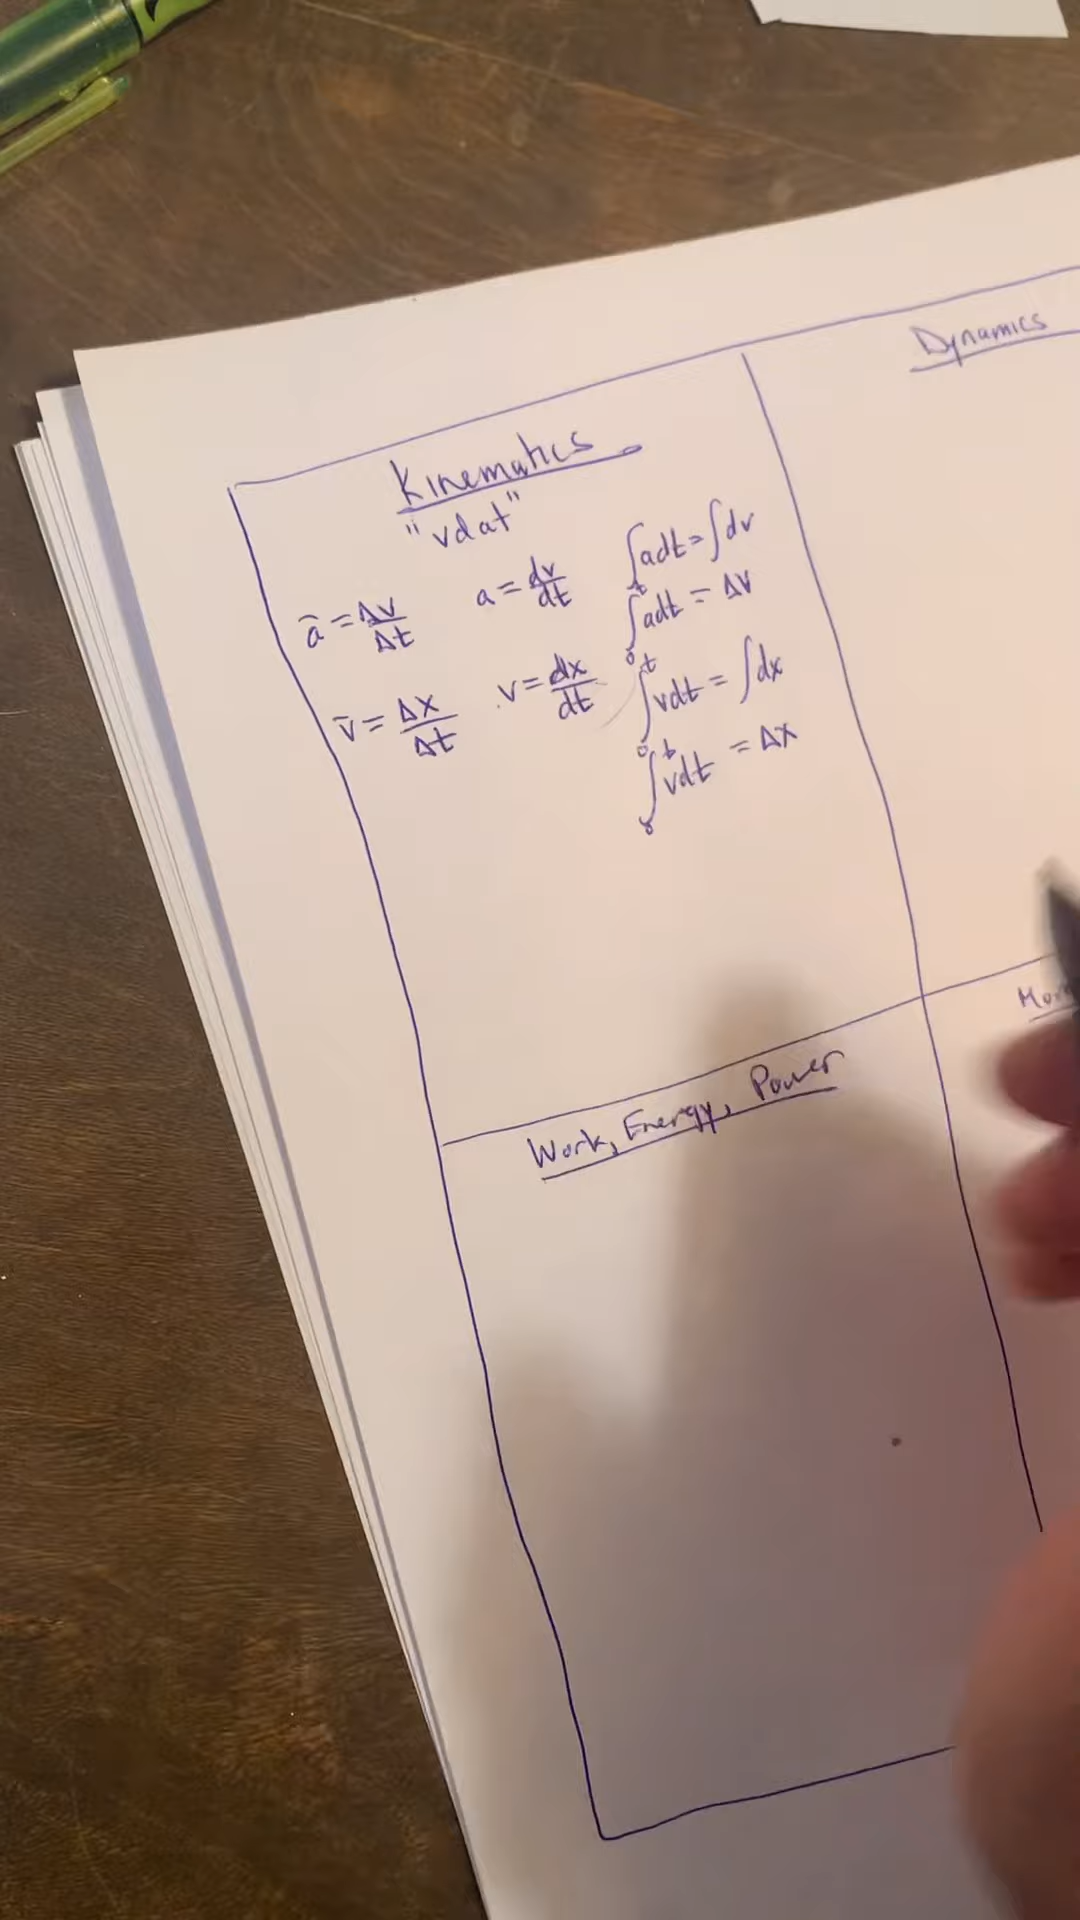 Kinematics
"vdat"
ā = Δv/Δt
a = dv/dt
∫adt = ∫dv
∫₀ᵗ adt = Δv
v̄ = Δx/Δt
v = dx/dt
∫₀ᵗ vdt = ∫dx
∫₀ᵗ vdt = Δx
Dynamics
Work, Energy, Power